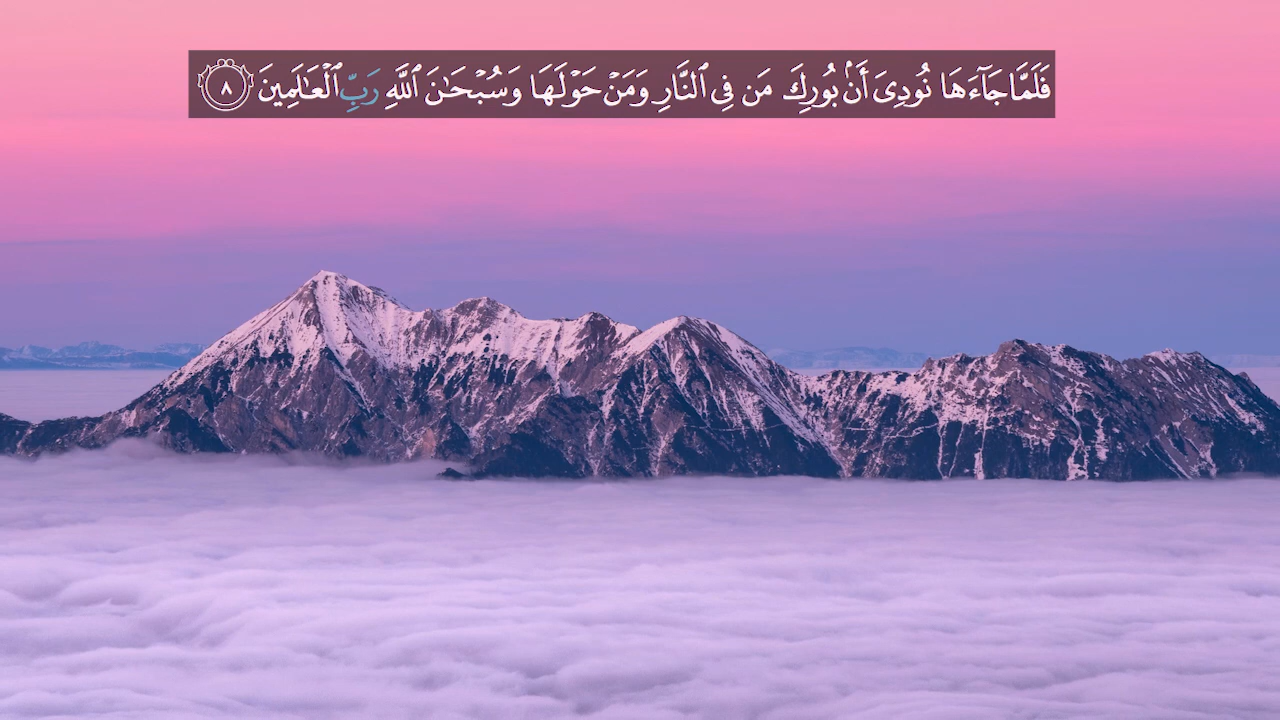 فَلَمَّا جَآءَهَا نُودِىَ أَنۢ بُورِكَ مَن فِى ٱلنَّارِ وَمَنْ حَوْلَهَا وَسُبْحَـٰنَ ٱللَّهِ رَبِّ ٱلْعَـٰلَمِينَ ٨